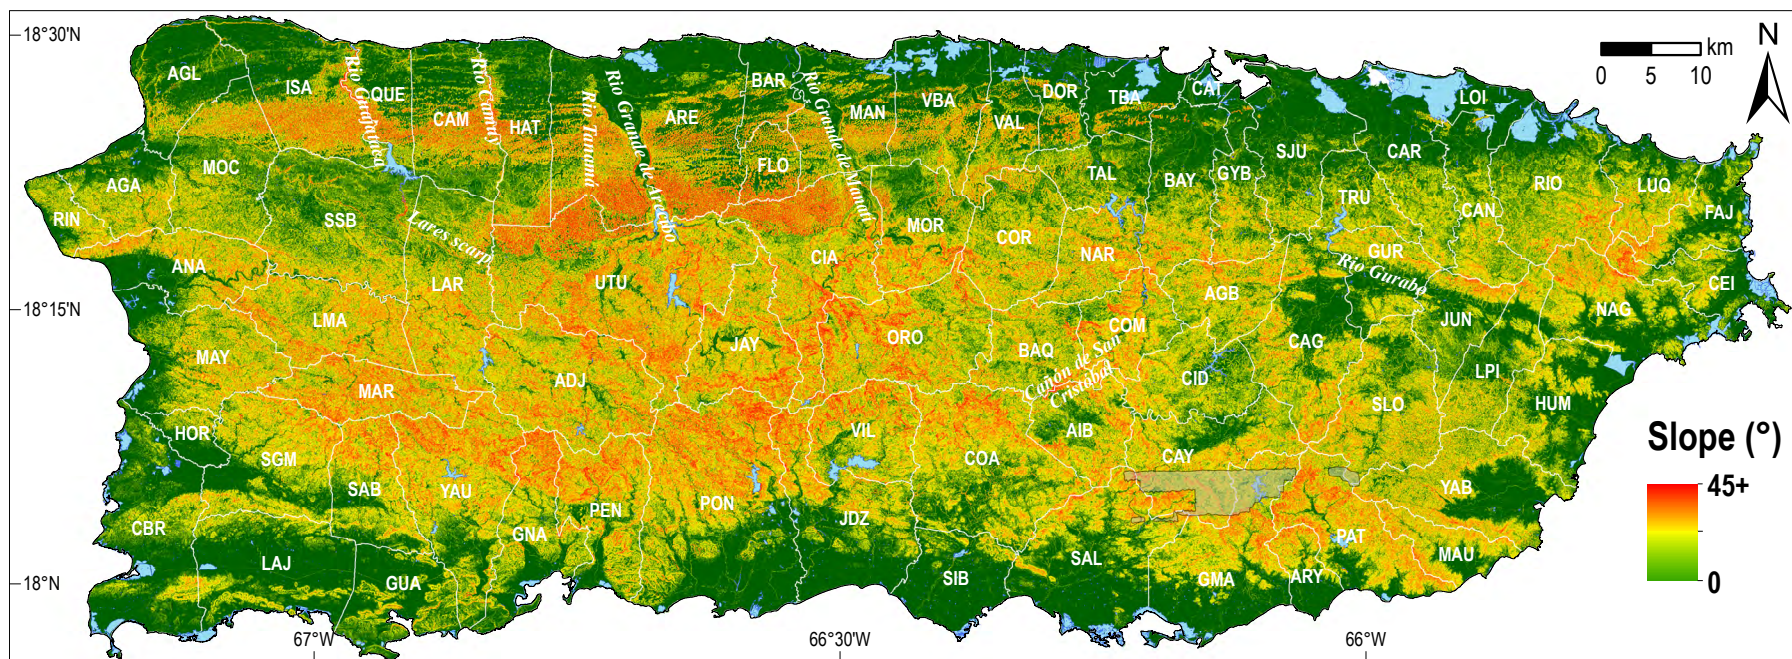 18°30'N
N
km
0 5 10
AGL
ISA
Río Guajataca
QUE
Río Camuy
CAM
HAT
Río Tanamá
Río Grande de Arecibo
ARE
BAR
Río Grande de Manatí
MAN
VBA
VAL
DOR
TBA
CAT
LOI
MOC
AGA
RIN
SSB
Lares scarp
FLO
MOR
COR
TAL
BAY
GYB
SJU
CAR
TRU
CAN
RIO
LUQ
FAJ
ANA
LAR
UTU
CIA
NAR
GUR
Río Gurabo
AGB
CEI
NAG
18°15'N
LMA
MAY
JAY
ORO
BAQ
COM
Cañón de San
Cristóbal
CAG
JUN
LPI
MAR
ADJ
CID
SLO
HUM
HOR
SGM
SAB
YAU
VIL
COA
AIB
CAY
YAB
Slope (°)
45+
0
CBR
GNA
PEN
PON
JDZ
SAL
PAT
MAU
18°N
LAJ
GUA
SIB
GMA
ARY
67°W
66°30'W
66°W